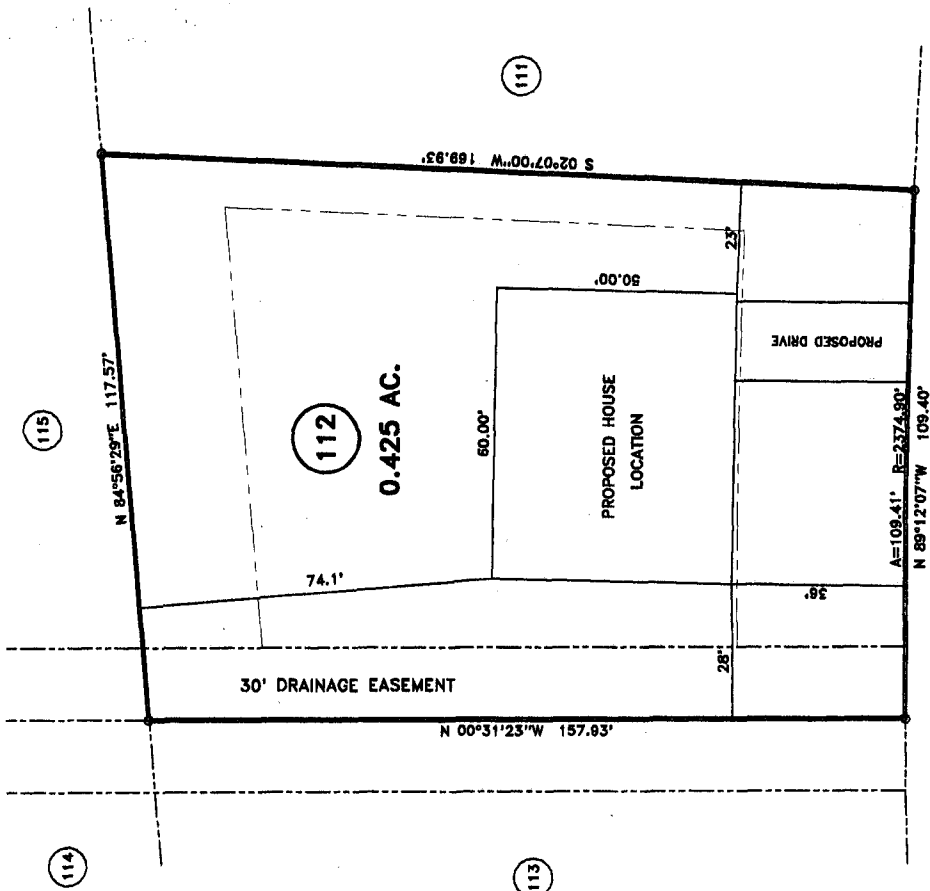 111
S 02°07'00"W 169.93'
115
N 84°56'29"E 117.57'
112
0.425 AC.
60.00'
50.00'
23'
PROPOSED HOUSE
LOCATION
PROPOSED DRIVE
74.1'
36'
A=109.41' R=2374.90'
N 89°12'07"W 109.40'
30' DRAINAGE EASEMENT
28'
N 00°31'23"W 157.93'
114
113